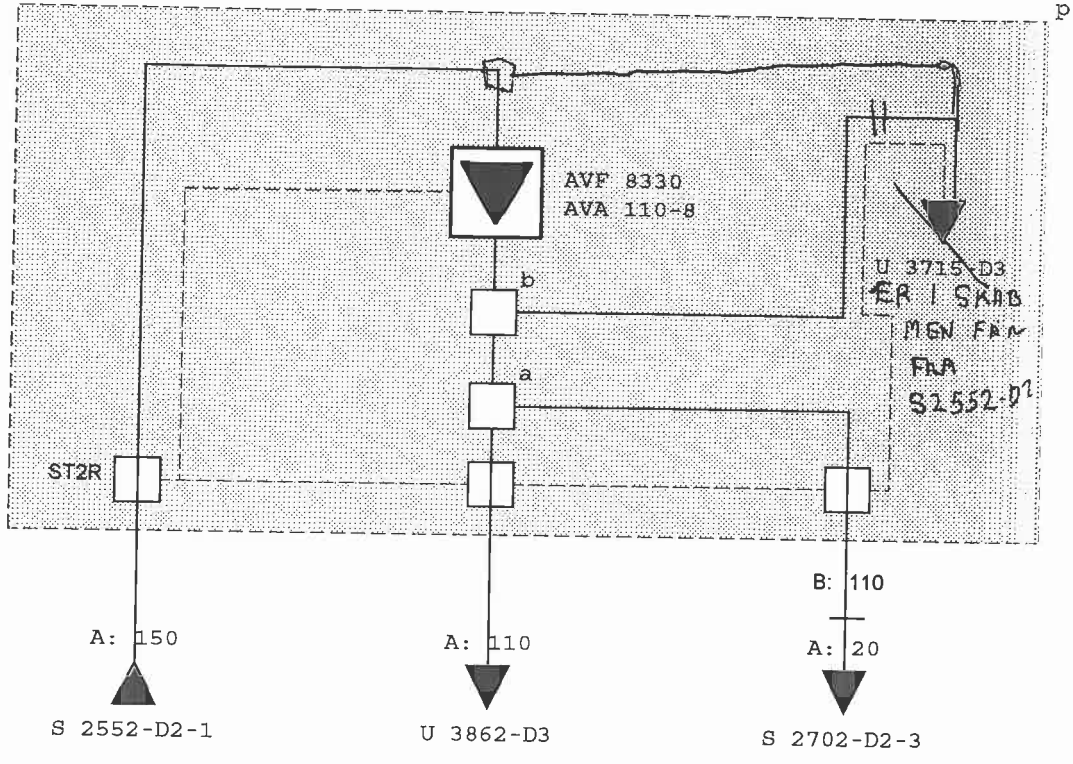 p
AVF 8330
AVA 110-8
b
U 3715-D3
ER I SKAB
MEN FAR
FRA
S2552-D2
a
ST2R
B: 110
A: 150
A: 110
A: 20
S 2552-D2-1
U 3862-D3
S 2702-D2-3